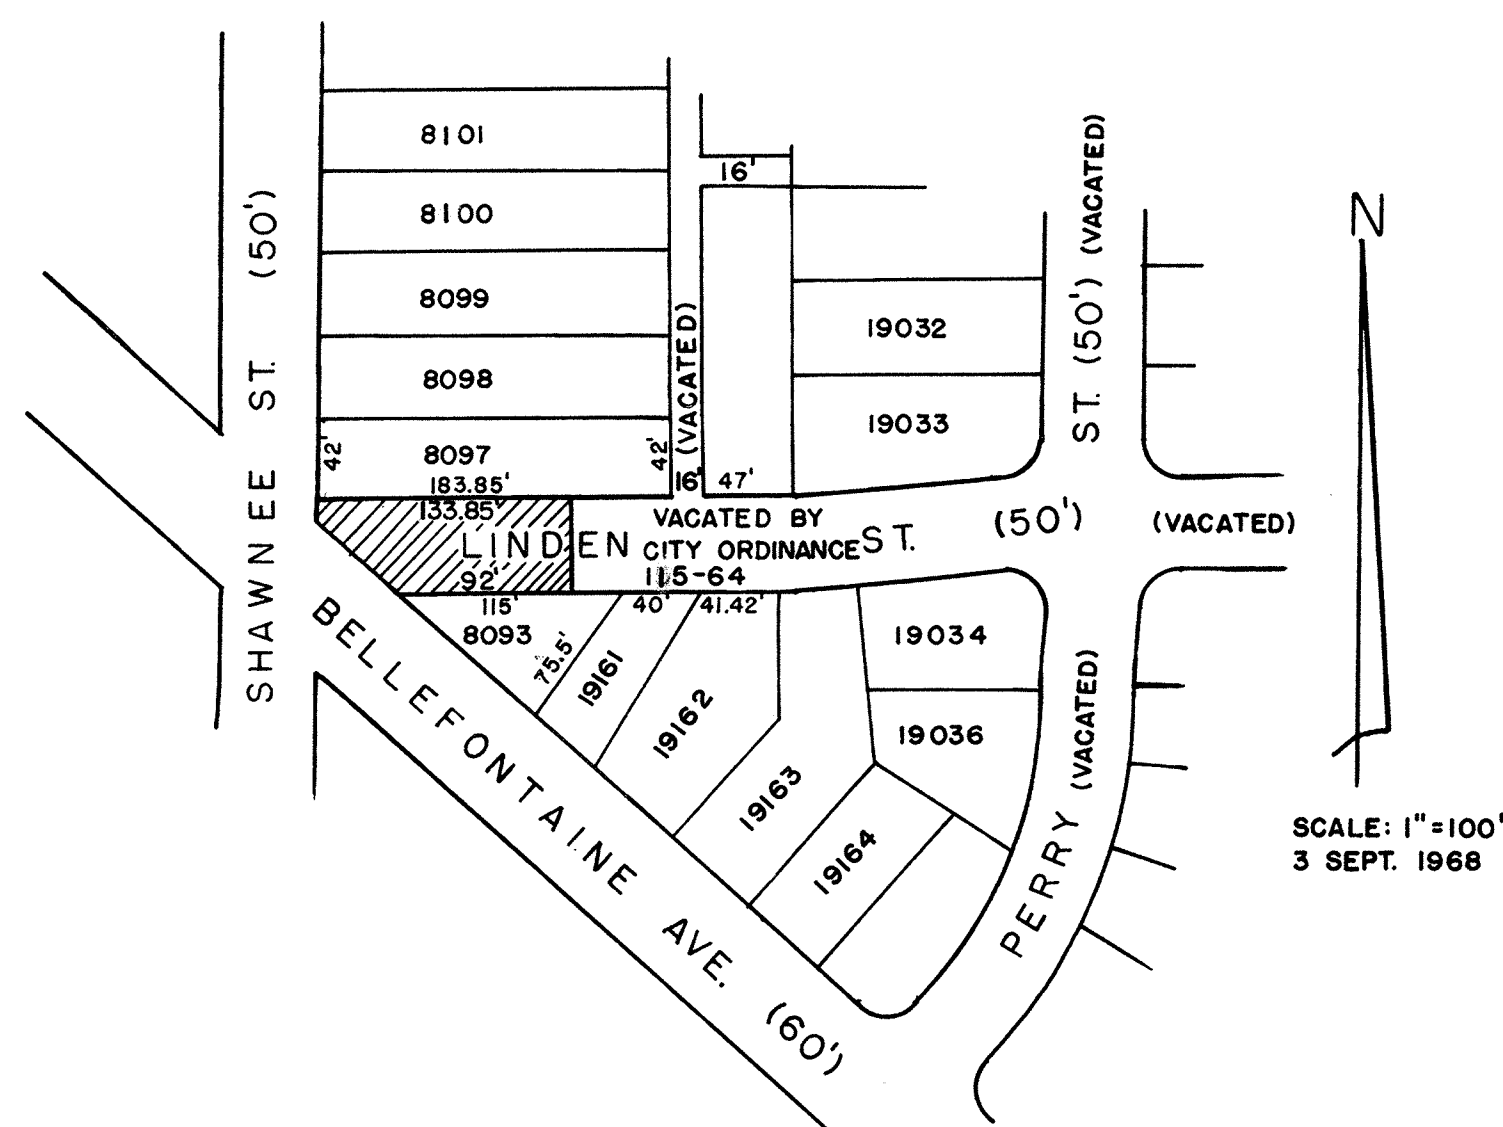 8101
8100
8099
8098
42'
8097
42'
183.85'
133.85'
(VACATED)
16'
16'
47'
19032
19033
ST. (50') (VACATED)
N
SHAWNEE ST. (50')
LINDEN ST. (50') (VACATED)
VACATED BY
CITY ORDINANCE
115-64
92'
115'
8093
75.5'
40'
41.42'
19161
19162
19163
19164
19034
19036
PERRY (VACATED)
BELLEFONTAINE AVE. (60')
SCALE: 1"=100'
3 SEPT. 1968